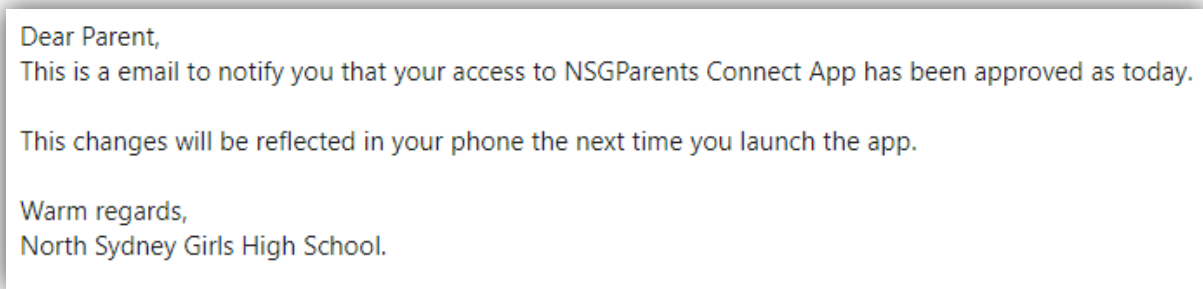 Dear Parent,
This is a email to notify you that your access to NSGParents Connect App has been approved as today.
This changes will be reflected in your phone the next time you launch the app.
Warm regards,
North Sydney Girls High School.